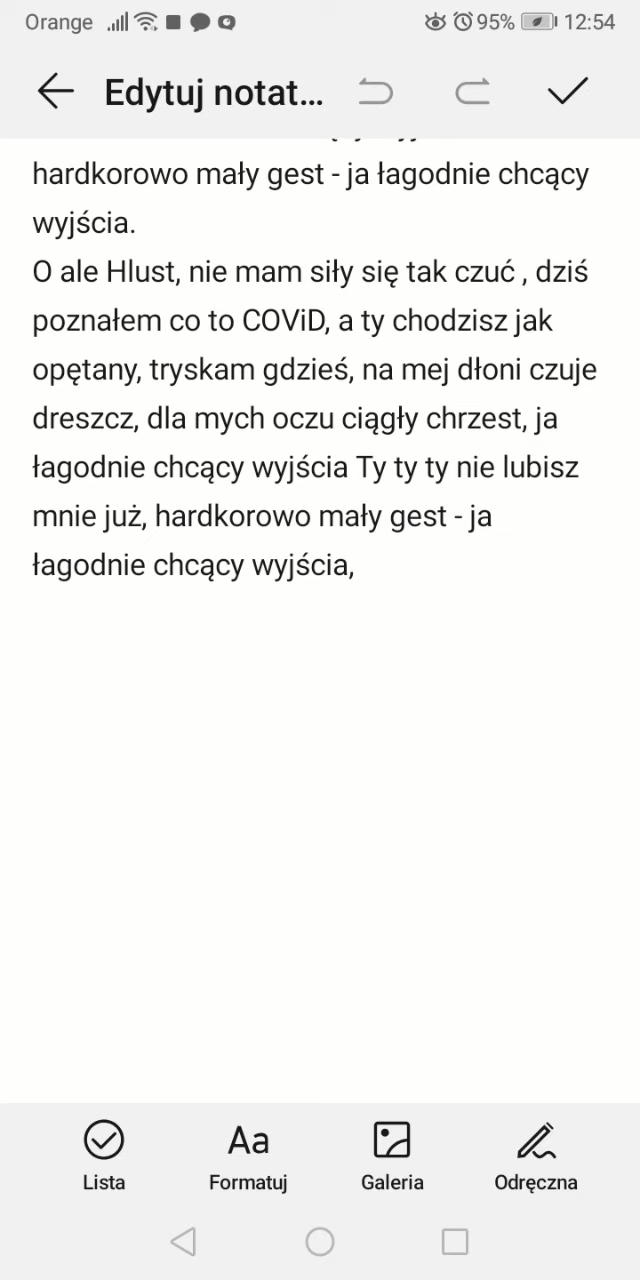 Orange 95% 12:54
Edytuj notat...
hardkorowo mały gest - ja łagodnie chcący
wyjścia.
O ale Hlust, nie mam siły się tak czuć , dziś
poznałem co to COViD, a ty chodzisz jak
opętany, tryskam gdzieś, na mej dłoni czuje
dreszcz, dla mych oczu ciągły chrzest, ja
łagodnie chcący wyjścia Ty ty ty nie lubisz
mnie już, hardkorowo mały gest - ja
łagodnie chcący wyjścia,
Aa
Lista Formatuj Galeria Odręczna